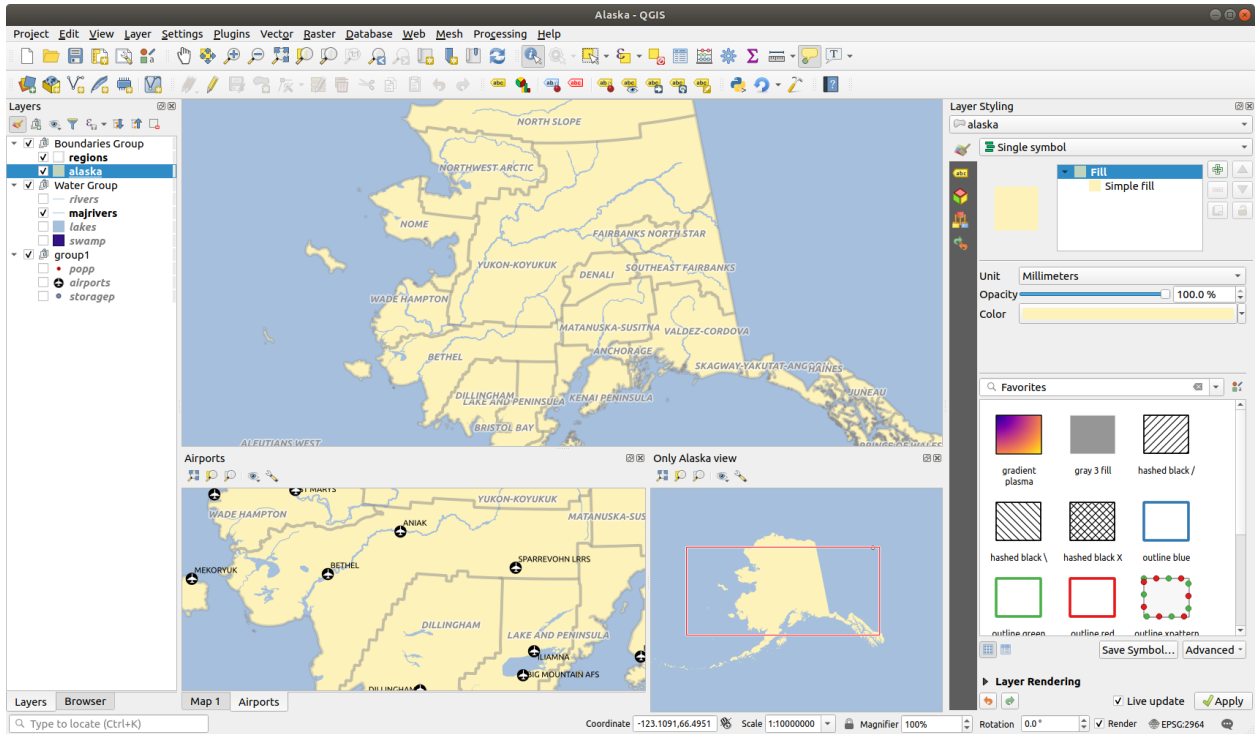 Alaska - QGIS
Project Edit View Layer Settings Plugins Vector Raster Database Web Mesh Processing Help
Layers
Boundaries Group
regions
alaska
Water Group
rivers
majrivers
lakes
swamp
group1
popp
airports
storagep
Layers Browser
NORTH SLOPE
NORTHWEST ARCTIC
NOME
FAIRBANKS NORTH STAR
YUKON-KOYUKUK
DENALI
SOUTHEAST FAIRBANKS
WADE HAMPTON
MATANUSKA-SUSITNA
VALDEZ-CORDOVA
ANCHORAGE
BETHEL
SKAGWAY-YAKUTAT-ANGOON
HAINES
JUNEAU
DILLINGHAM
LAKE AND PENINSULA
KENAI PENINSULA
BRISTOL BAY
ALEUTIANS WEST
PRINCE OF WALES
Airports
ST MARYS
YUKON-KOYUKUK
WADE HAMPTON
MATANUSKA-SUS
ANIAK
SPARREVOHN LRRS
BETHEL
MEKORYUK
DILLINGHAM
LAKE AND PENINSULA
ILIAMNA
BIG MOUNTAIN AFS
DILLINGHAM
Map 1 Airports
Only Alaska view
Layer Styling
alaska
Single symbol
Fill
Simple fill
Unit Millimeters
Opacity 100.0 %
Color
Favorites
gradient plasma
gray 3 fill
hashed black /
hashed black \
hashed black X
outline blue
outline green
outline red
outline xpattern
Save Symbol... Advanced
Layer Rendering
Live update Apply
Type to locate (Ctrl+K)
Coordinate -123.1091,66.4951 Scale 1:10000000 Magnifier 100% Rotation 0.0 ° Render EPSG:2964